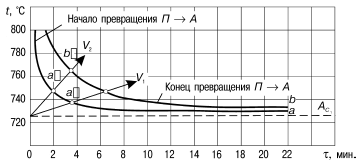 t, °C
Начало превращения П → А
800
b▯
V₂
780
a▯
V₁
760
a▯
Конец превращения П → А
740
b
a
Ac₁
720
0 2 4 6 8 10 12 14 16 18 20 22 τ, мин.